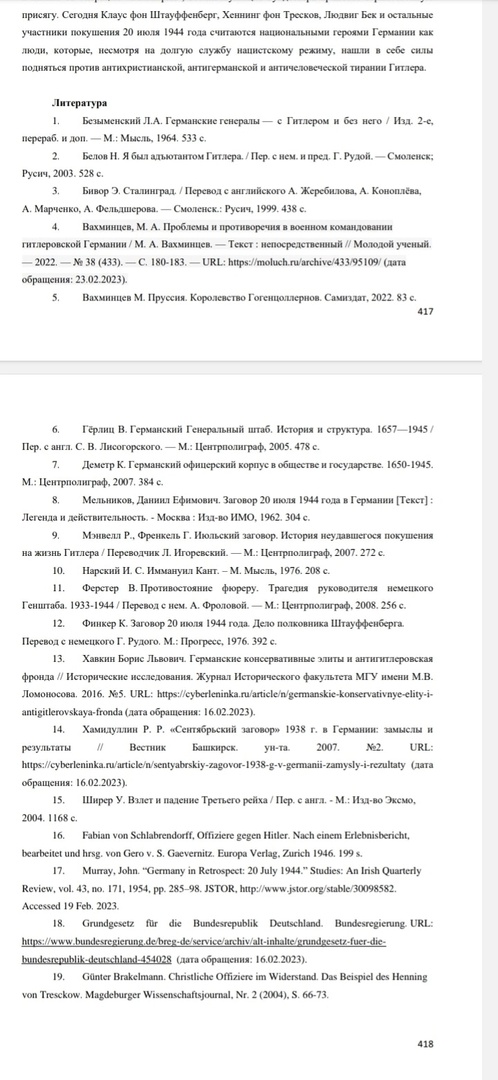 присягу. Сегодня Клаус фон Штауффенберг, Хеннинг фон Тресков, Людвиг Бек и остальные
участники покушения 20 июля 1944 года считаются национальными героями Германии как
люди, которые, несмотря на долгую службу нацистскому режиму, нашли в себе силы
подняться против антихристианской, антигерманской и античеловеческой тирании Гитлера.
Литература
1. Безыменский Л.А. Германские генералы — с Гитлером и без него / Изд. 2-е,
перераб. и доп. — М.: Мысль, 1964. 533 с.
2. Белов Н. Я был адъютантом Гитлера. / Пер. с нем. и пред. Г. Рудой. — Смоленск;
Русич, 2003. 528 с.
3. Бивор Э. Сталинград. / Перевод с английского А. Жеребилова, А. Коноплёва,
А. Марченко, А. Фельдшерова. — Смоленск.: Русич, 1999. 438 с.
4. Вахминцев, М. А. Проблемы и противоречия в военном командовании
гитлеровской Германии / М. А. Вахминцев. — Текст : непосредственный // Молодой ученый.
— 2022. — № 38 (433). — С. 180-183. — URL: https://moluch.ru/archive/433/95109/ (дата
обращения: 23.02.2023).
5. Вахминцев М. Пруссия. Королевство Гогенцоллернов. Самиздат, 2022. 83 с.
417
6. Гёрлиц В. Германский Генеральный штаб. История и структура. 1657—1945 /
Пер. с англ. С. В. Лисогорского. — М.: Центрполиграф, 2005. 478 с.
7. Деметр К. Германский офицерский корпус в обществе и государстве. 1650-1945.
М.: Центрполиграф, 2007. 384 с.
8. Мельников, Даниил Ефимович. Заговор 20 июля 1944 года в Германии [Текст] :
Легенда и действительность. - Москва : Изд-во ИМО, 1962. 304 с.
9. Мэнвелл Р., Френкель Г. Июльский заговор. История неудавшегося покушения
на жизнь Гитлера / Переводчик Л. Игоревский. — М.: Центрполиграф, 2007. 272 с.
10. Нарский И. С. Иммануил Кант. – М. Мысль, 1976. 208 с.
11. Ферстер В. Противостояние фюреру. Трагедия руководителя немецкого
Генштаба. 1933-1944 / Перевод с нем. А. Фроловой. — М.: Центрполиграф, 2008. 256 с.
12. Финкер К. Заговор 20 июля 1944 года. Дело полковника Штауффенберга.
Перевод с немецкого Г. Рудого. М.: Прогресс, 1976. 392 с.
13. Хавкин Борис Львович. Германские консервативные элиты и антигитлеровская
фронда // Исторические исследования. Журнал Исторического факультета МГУ имени М.В.
Ломоносова. 2016. №5. URL: https://cyberleninka.ru/article/n/germanskie-konservativnye-elity-i-
antigitlerovskaya-fronda (дата обращения: 16.02.2023).
14. Хамидуллин Р. Р. «Сентябрьский заговор» 1938 г. в Германии: замыслы и
результаты // Вестник Башкирск. ун-та. 2007. №2. URL:
https://cyberleninka.ru/article/n/sentyabrskiy-zagovor-1938-g-v-germanii-zamysly-i-rezultaty (дата
обращения: 16.02.2023).
15. Ширер У. Взлет и падение Третьего рейха / Пер. с англ. - М.: Изд-во Эксмо,
2004. 1168 с.
16. Fabian von Schlabrendorff, Offiziere gegen Hitler. Nach einem Erlebnisbericht,
bearbeitet und hrsg. von Gero v. S. Gaevernitz. Europa Verlag, Zurich 1946. 199 s.
17. Murray, John. “Germany in Retrospect: 20 July 1944.” Studies: An Irish Quarterly
Review, vol. 43, no. 171, 1954, pp. 285–98. JSTOR, http://www.jstor.org/stable/30098582.
Accessed 19 Feb. 2023.
18. Grundgesetz für die Bundesrepublik Deutschland. Bundesregierung. URL:
https://www.bundesregierung.de/breg-de/service/archiv/alt-inhalte/grundgesetz-fuer-die-
bundesrepublik-deutschland-454028 (дата обращения: 16.02.2023).
19. Günter Brakelmann. Christliche Offiziere im Widerstand. Das Beispiel des Henning
von Tresckow. Magdeburger Wissenschaftsjournal, Nr. 2 (2004), S. 66-73.
418